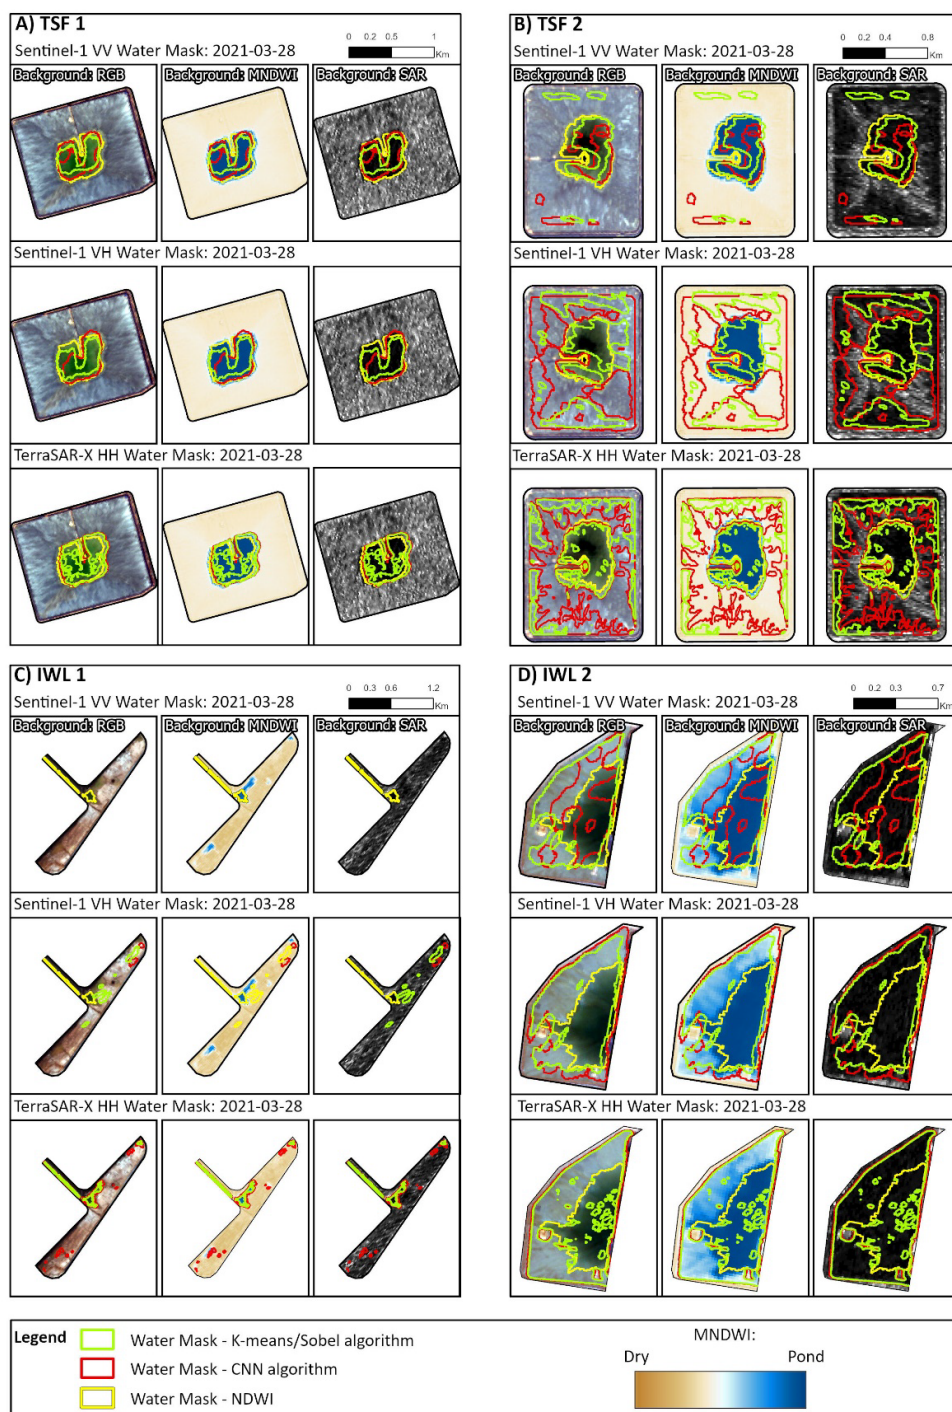 A) TSF 1
Sentinel-1 VV Water Mask: 2021-03-28
0 0.5 1
Km
Background: RGB
Background: MNDWI
Background: SAR
Sentinel-1 VH Water Mask: 2021-03-28
TerraSAR-X HH Water Mask: 2021-03-28
B) TSF 2
Sentinel-1 VV Water Mask: 2021-03-28
0 0.4 0.8
Km
Background: RGB
Background: MNDWI
Background: SAR
Sentinel-1 VH Water Mask: 2021-03-28
TerraSAR-X HH Water Mask: 2021-03-28
C) IWL 1
Sentinel-1 VV Water Mask: 2021-03-28
0 0.3 0.6 1.2
Km
Background: RGB
Background: MNDWI
Background: SAR
Sentinel-1 VH Water Mask: 2021-03-28
TerraSAR-X HH Water Mask: 2021-03-28
D) IWL 2
Sentinel-1 VV Water Mask: 2021-03-28
0 0.2 0.3 0.7
Km
Background: RGB
Background: MNDWI
Background: SAR
Sentinel-1 VH Water Mask: 2021-03-28
TerraSAR-X HH Water Mask: 2021-03-28
Legend
Water Mask - K-means/Sobel algorithm
Water Mask - CNN algorithm
Water Mask - NDWI
MNDWI:
Dry Pond